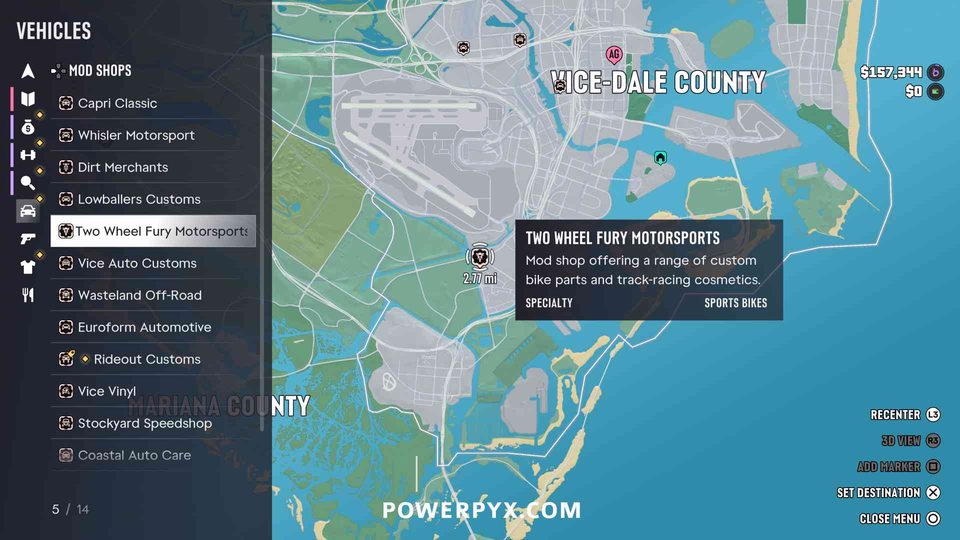 VEHICLES
MOD SHOPS
Capri Classic
Whisler Motorsport
Dirt Merchants
Lowballers Customs
Two Wheel Fury Motorsports
Vice Auto Customs
Wasteland Off-Road
Euroform Automotive
Rideout Customs
Vice Vinyl
Stockyard Speedshop
Coastal Auto Care
5 / 14
MARIANA COUNTY
AG
VICE-DALE COUNTY
$157,344
$0
2.77 mi
TWO WHEEL FURY MOTORSPORTS
Mod shop offering a range of custom
bike parts and track-racing cosmetics.
SPECIALTY SPORTS BIKES
RECENTER L3
3D VIEW R3
ADD MARKER
SET DESTINATION
CLOSE MENU
POWERPYX.COM